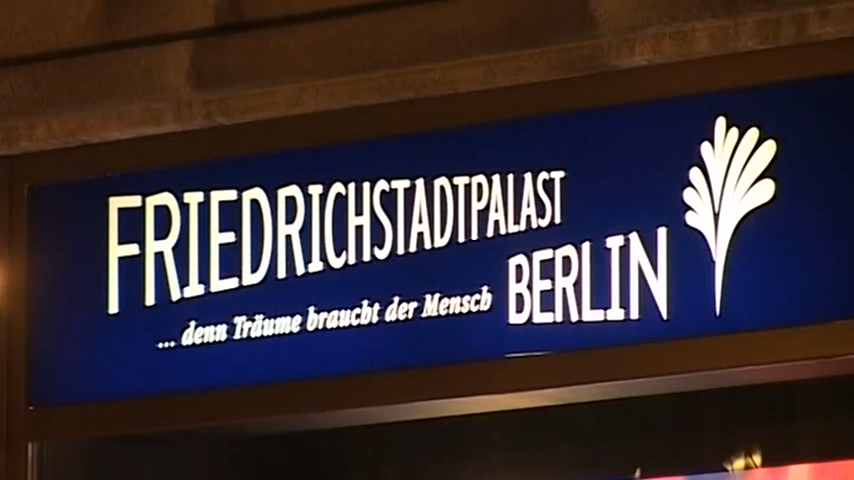 FRIEDRICHSTADTPALAST
... denn Träume braucht der Mensch
BERLIN